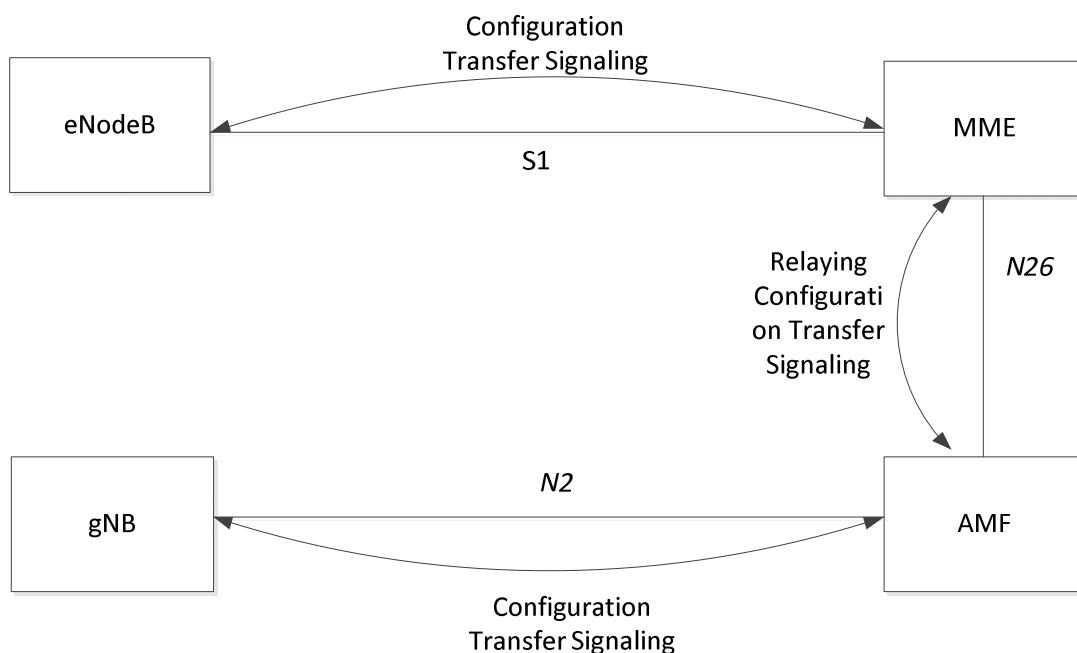 Configuration
Transfer Signaling
eNodeB
MME
S1
Relaying
Configurati
on Transfer
Signaling
N26
gNB
N2
AMF
Configuration
Transfer Signaling